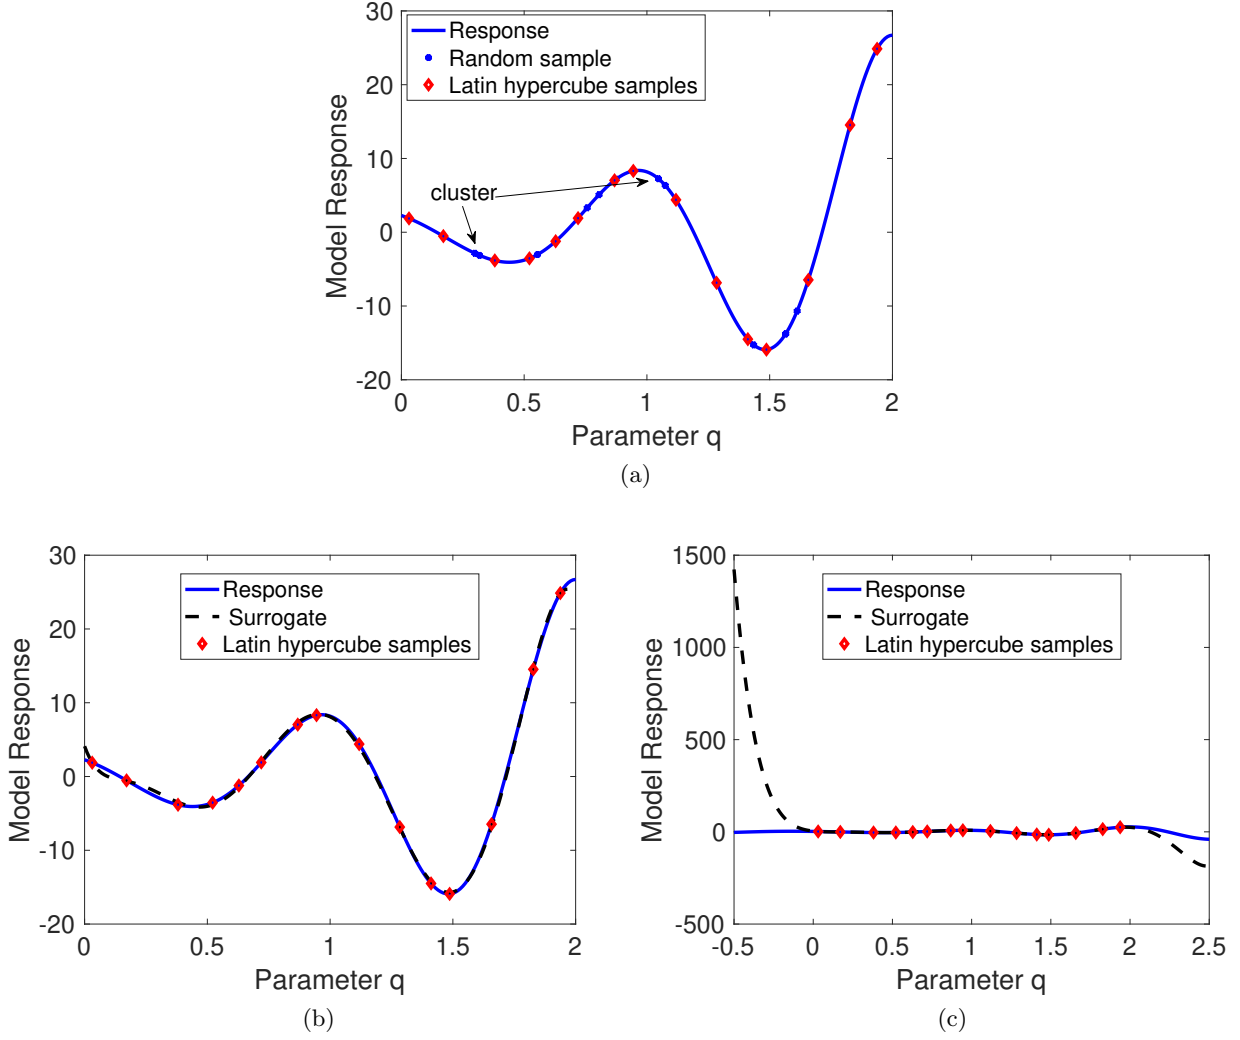 30
Response
Random sample
Latin hypercube samples
20
10
cluster
0
-10
-20
Model Response
0 0.5 1 1.5 2
Parameter q
(a)
30
Response
Surrogate
Latin hypercube samples
20
10
0
-10
-20
Model Response
0 0.5 1 1.5 2
Parameter q
(b)
1500
Response
Surrogate
Latin hypercube samples
1000
500
0
-500
Model Response
-0.5 0 0.5 1 1.5 2 2.5
Parameter q
(c)